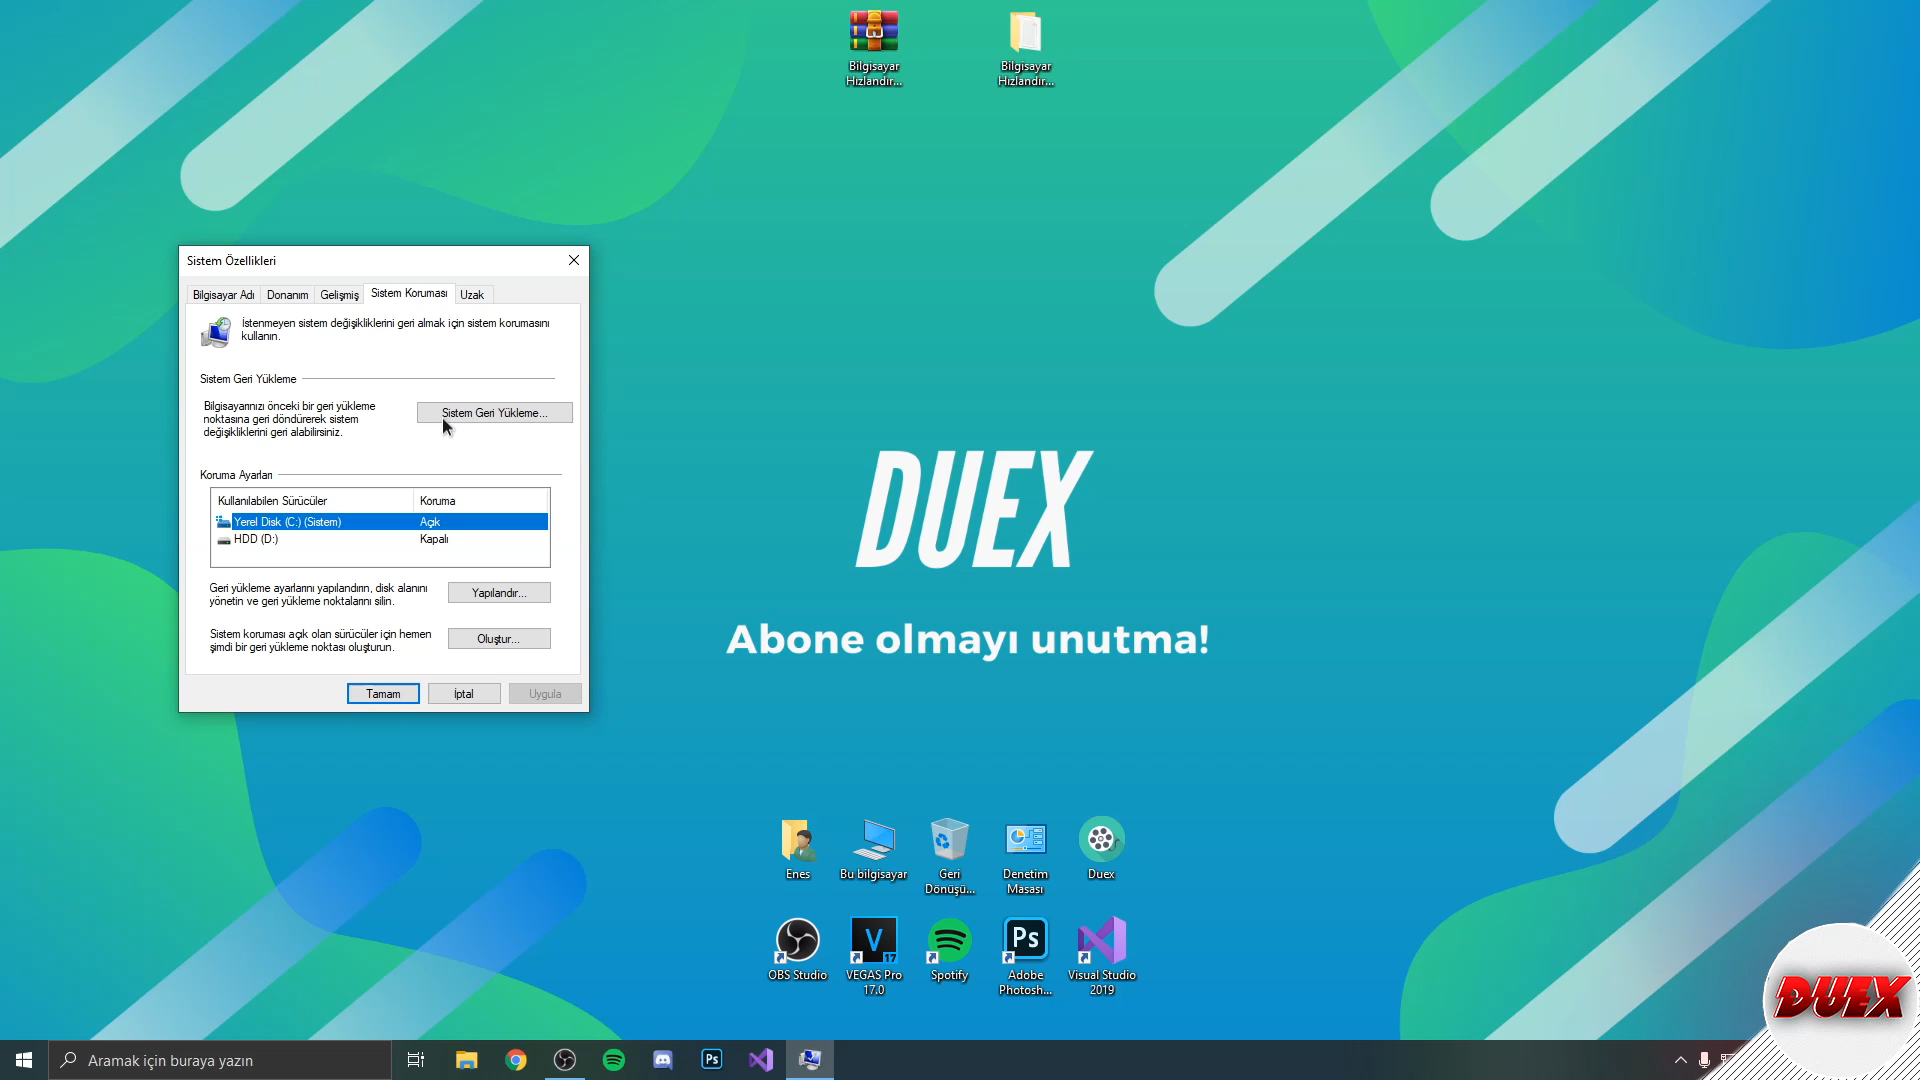 Bilgisayar
Hızlandır...
Bilgisayar
Hızlandır...
Sistem Özellikleri
Bilgisayar Adı
Donanım
Gelişmiş
Sistem Koruması
Uzak
İstenmeyen sistem değişikliklerini geri almak için sistem korumasını
kullanın.
Sistem Geri Yükleme
Bilgisayarınızı önceki bir geri yükleme
noktasına geri döndürerek sistem
değişikliklerini geri alabilirsiniz.
Sistem Geri Yükleme...
Koruma Ayarları
Kullanılabilen Sürücüler
Koruma
Yerel Disk (C:) (Sistem)
Açık
HDD (D:)
Kapalı
Geri yükleme ayarlarını yapılandırın, disk alanını
yönetin ve geri yükleme noktalarını silin.
Yapılandır...
Sistem koruması açık olan sürücüler için hemen
şimdi bir geri yükleme noktası oluşturun.
Oluştur...
Tamam
İptal
Uygula
DUEX
Abone olmayı unutma!
Enes
Bu bilgisayar
Geri
Dönüşü...
Denetim
Masası
Duex
V
17
Ps
OBS Studio
VEGAS Pro
17.0
Spotify
Adobe
Photosh...
Visual Studio
2019
DUEX
Aramak için buraya yazın
Ps